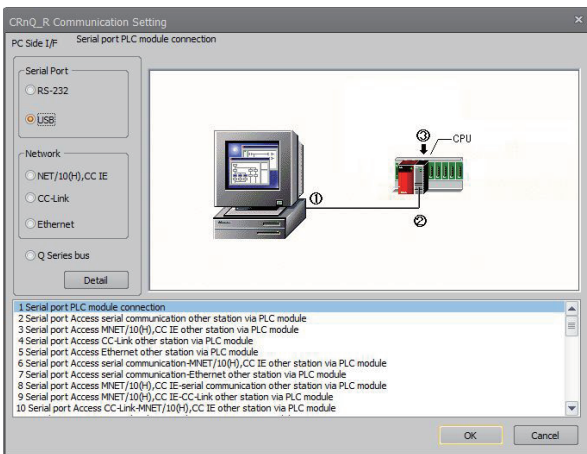 CRnQ_R Communication Setting
PC Side I/F Serial port PLC module connection
Serial Port
RS-232
USB
Network
NET/10(H),CC IE
CC-Link
Ethernet
Q Series bus
Detail
③
CPU
①
②
1 Serial port PLC module connection
2 Serial port Access serial communication other station via PLC module
3 Serial port Access MNET/10(H),CC IE other station via PLC module
4 Serial port Access CC-Link other station via PLC module
5 Serial port Access Ethernet other station via PLC module
6 Serial port Access serial communication-MNET/10(H),CC IE other station via PLC module
7 Serial port Access serial communication-Ethernet other station via PLC module
8 Serial port Access MNET/10(H),CC IE-serial communication other station via PLC module
9 Serial port Access MNET/10(H),CC IE-CC-Link other station via PLC module
10 Serial port Access CC-Link-MNET/10(H),CC IE other station via PLC module
OK
Cancel